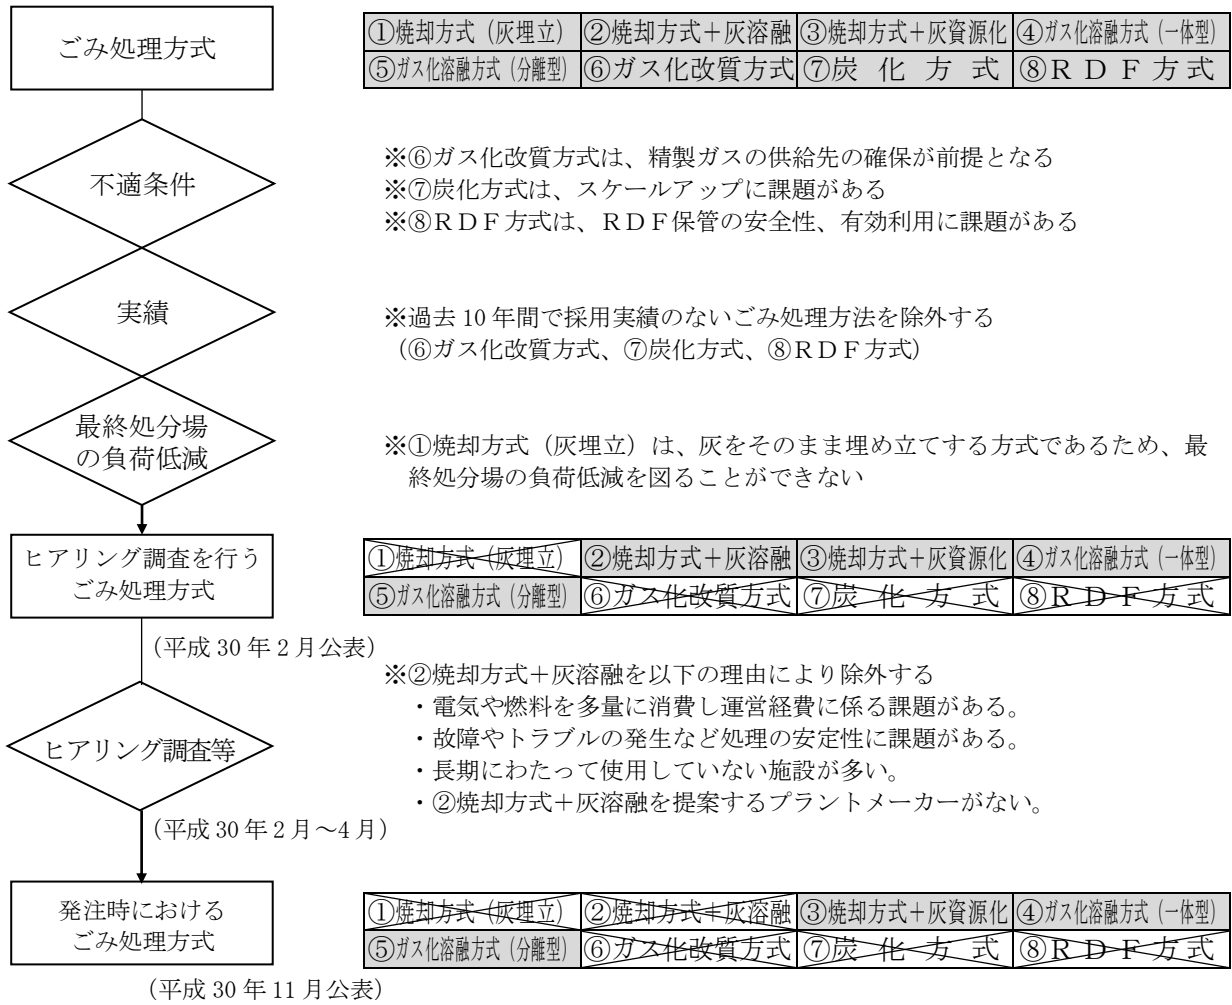 ごみ処理方式
①焼却方式（灰埋立） ②焼却方式＋灰溶融 ③焼却方式＋灰資源化 ④ガス化溶融方式（一体型）
⑤ガス化溶融方式（分離型） ⑥ガス化改質方式 ⑦炭化方式 ⑧ＲＤＦ方式
不適条件
※⑥ガス化改質方式は、精製ガスの供給先の確保が前提となる
※⑦炭化方式は、スケールアップに課題がある
※⑧ＲＤＦ方式は、ＲＤＦ保管の安全性、有効利用に課題がある
実績
※過去 10 年間で採用実績のないごみ処理方法を除外する
（⑥ガス化改質方式、⑦炭化方式、⑧ＲＤＦ方式）
最終処分場
の負荷低減
※①焼却方式（灰埋立）は、灰をそのまま埋め立てする方式であるため、最
終処分場の負荷低減を図ることができない
ヒアリング調査を行う
ごみ処理方式
①焼却方式（灰埋立） ②焼却方式＋灰溶融 ③焼却方式＋灰資源化 ④ガス化溶融方式（一体型）
⑤ガス化溶融方式（分離型） ⑥ガス化改質方式 ⑦炭化方式 ⑧ＲＤＦ方式
（平成 30 年 2 月公表）
※②焼却方式＋灰溶融を以下の理由により除外する
・電気や燃料を多量に消費し運営経費に係る課題がある。
・故障やトラブルの発生など処理の安定性に課題がある。
・長期にわたって使用していない施設が多い。
・②焼却方式＋灰溶融を提案するプラントメーカーがない。
ヒアリング調査等
（平成 30 年 2 月～4 月）
発注時における
ごみ処理方式
①焼却方式（灰埋立） ②焼却方式＋灰溶融 ③焼却方式＋灰資源化 ④ガス化溶融方式（一体型）
⑤ガス化溶融方式（分離型） ⑥ガス化改質方式 ⑦炭化方式 ⑧ＲＤＦ方式
（平成 30 年 11 月公表）